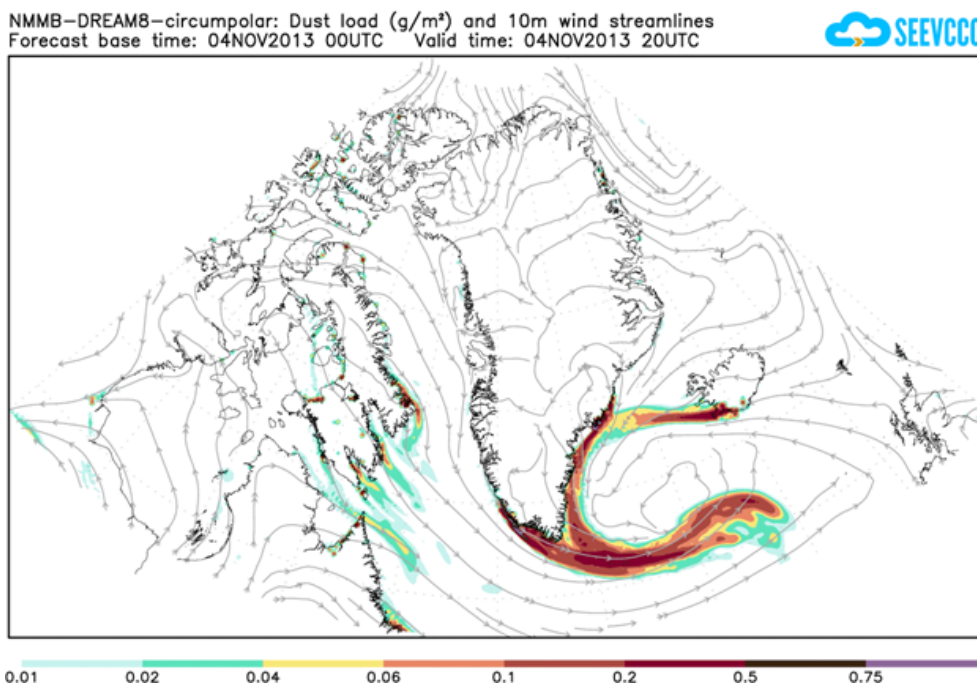 NMMB-DREAM8-circumpolar: Dust load (g/m²) and 10m wind streamlines
Forecast base time: 04NOV2013 00UTC Valid time: 04NOV2013 20UTC
SEEVCCC
0.01 0.02 0.04 0.06 0.1 0.2 0.5 0.75